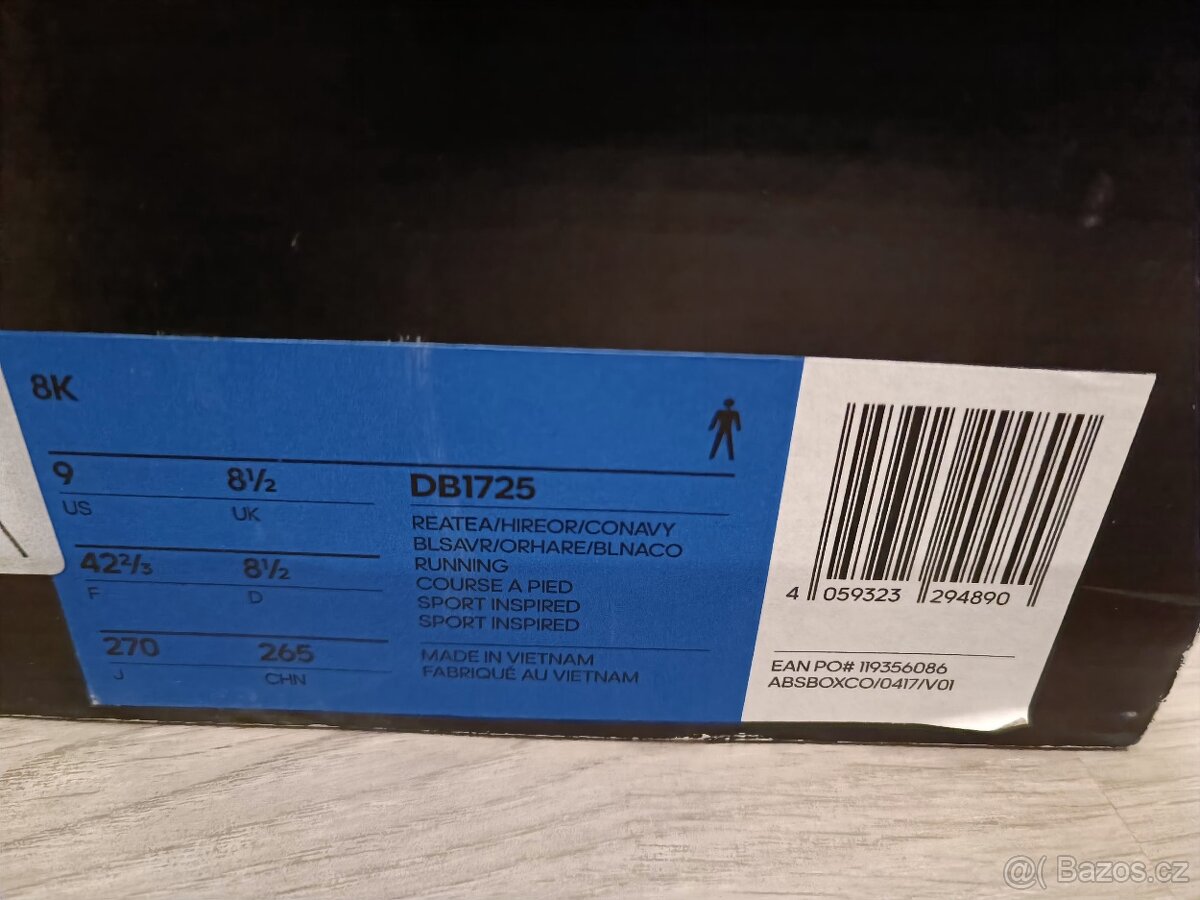 8K
9 8½
US UK
42⅔ 8½
F D
270 265
J CHN
DB1725
REATEA/HIREOR/CONAVY
BLSAVR/ORHARE/BLNACO
RUNNING
COURSE A PIED
SPORT INSPIRED
SPORT INSPIRED
MADE IN VIETNAM
FABRIQUÉ AU VIETNAM
4 059323 294890
EAN PO# 119356086
ABSBOXCO/0417/V01
@( Bazos.cz